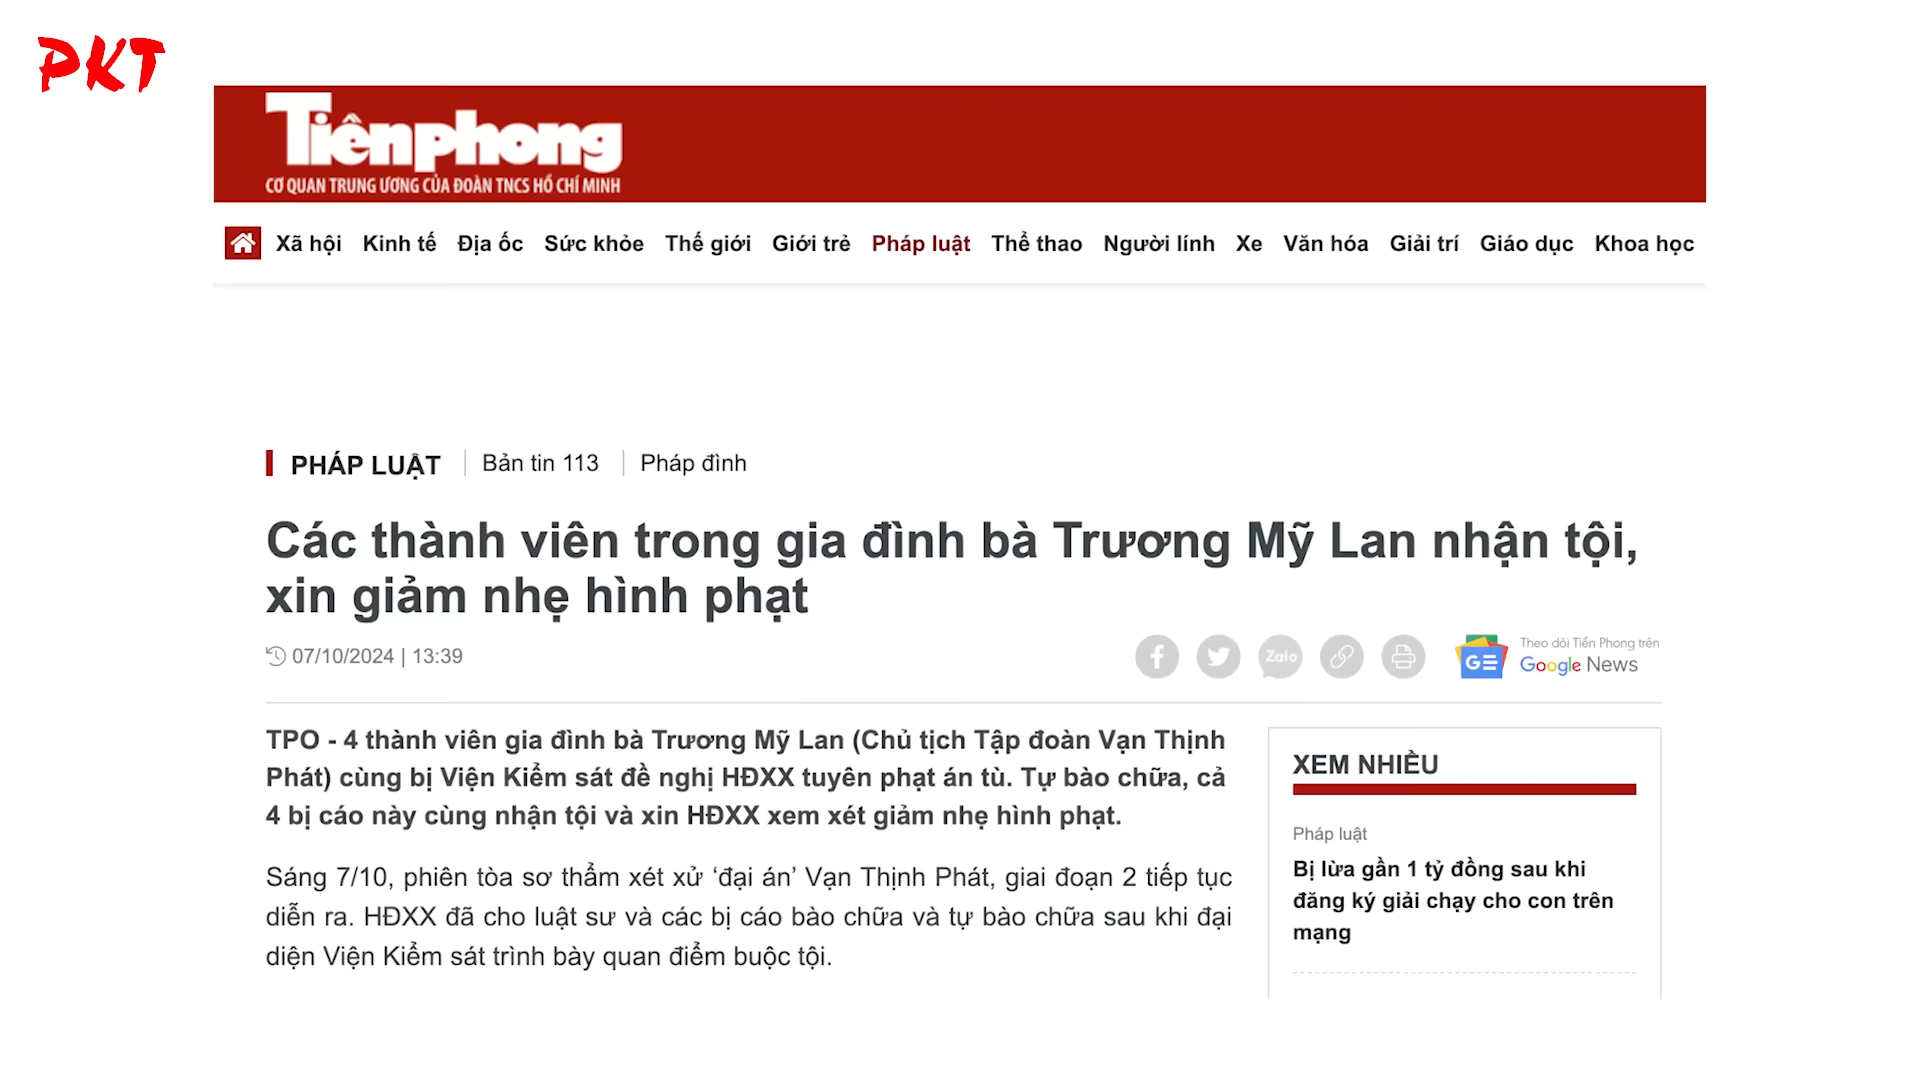 PKT
Tiềnphong
CƠ QUAN TRUNG ƯƠNG CỦA ĐOÀN TNCS HỒ CHÍ MINH
Xã hội Kinh tế Địa ốc Sức khỏe Thế giới Giới trẻ Pháp luật Thể thao Người lính Xe Văn hóa Giải trí Giáo dục Khoa học
PHÁP LUẬT Bản tin 113 Pháp đình
Các thành viên trong gia đình bà Trương Mỹ Lan nhận tội,
xin giảm nhẹ hình phạt
07/10/2024 | 13:39
Zalo
GE
Theo dõi Tiền Phong trên
Google News
TPO - 4 thành viên gia đình bà Trương Mỹ Lan (Chủ tịch Tập đoàn Vạn Thịnh
Phát) cùng bị Viện Kiểm sát đề nghị HĐXX tuyên phạt án tù. Tự bào chữa, cả
4 bị cáo này cùng nhận tội và xin HĐXX xem xét giảm nhẹ hình phạt.
Sáng 7/10, phiên tòa sơ thẩm xét xử ‘đại án’ Vạn Thịnh Phát, giai đoạn 2 tiếp tục
diễn ra. HĐXX đã cho luật sư và các bị cáo bào chữa và tự bào chữa sau khi đại
diện Viện Kiểm sát trình bày quan điểm buộc tội.
XEM NHIỀU
Pháp luật
Bị lừa gần 1 tỷ đồng sau khi
đăng ký giải chạy cho con trên
mạng